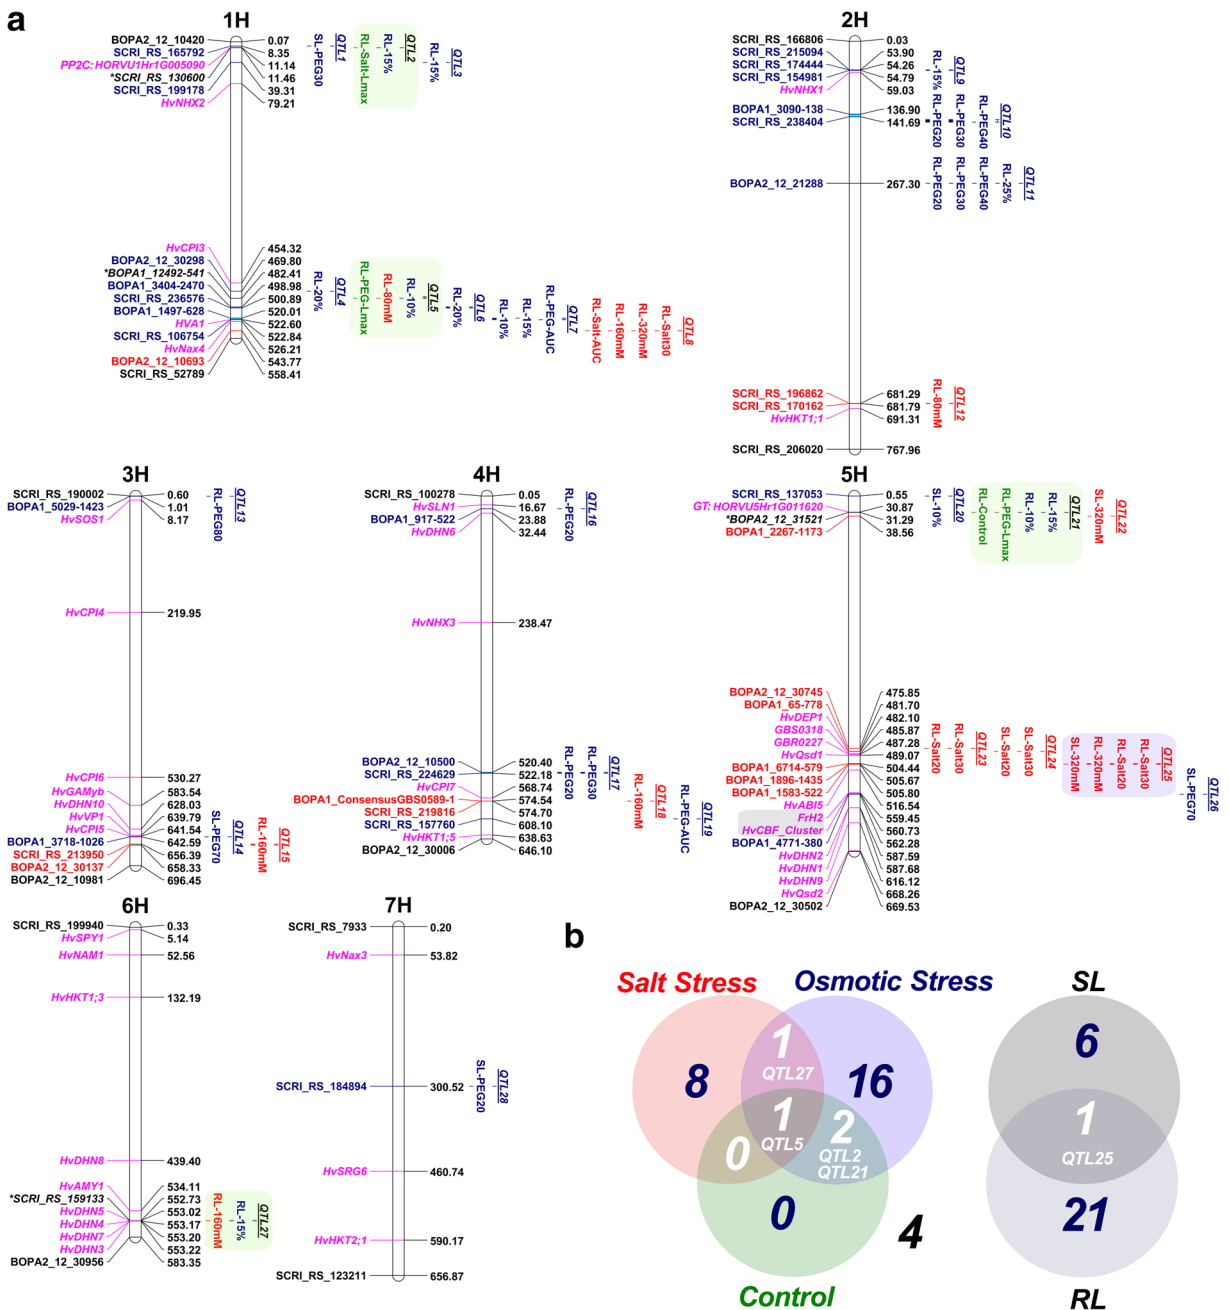 a
1H
BOPA2_12_10420 0.07
SCRI_RS_165792 8.35
PP2C:HORVU1Hr1G005090 11.14
*SCRI_RS_130600 11.46
SCRI_RS_199178 39.31
HvNHX2 79.21
SL-PEG30 QTL1
RL-Salt-Lmax RL-15% QTL2
RL-15% QTL3
HvCPI3 454.32
BOPA2_12_30298 469.80
*BOPA1_12492-541 482.41
BOPA1_3404-2470 498.98
SCRI_RS_236576 500.89
BOPA1_1497-628 520.01
HVA1 522.60
SCRI_RS_106754 522.84
HvNax4 526.21
BOPA2_12_10693 543.77
SCRI_RS_52789 558.41
RL-20% QTL4
RL-PEG-Lmax RL-80mM RL-10% QTL5
RL-20% QTL6
RL-10% RL-15% RL-PEG-AUC QTL7
RL-Salt-AUC RL-160mM RL-320mM RL-Salt30 QTL8
2H
SCRI_RS_166806 0.03
SCRI_RS_215094 53.90
SCRI_RS_174444 54.26
SCRI_RS_154981 54.79
HvNHX1 59.03
BOPA1_3090-138 136.90
SCRI_RS_238404 141.69
BOPA2_12_21288 267.30
SCRI_RS_196862 681.29
SCRI_RS_170162 681.79
HvHKT1;1 691.31
SCRI_RS_206020 767.96
RL-15% QTL9
RL-PEG20 RL-PEG30 RL-PEG40 QTL10
RL-PEG20 RL-PEG30 RL-PEG40 RL-25% QTL11
RL-80mM QTL12
3H
SCRI_RS_190002 0.60
BOPA1_5029-1423 1.01
HvSOS1 8.17
HvCPI4 219.95
HvCPI6 530.27
HvGAMyb 583.54
HvDHN10 628.03
HvVP1 639.79
HvCPI5 641.54
BOPA1_3718-1026 642.59
SCRI_RS_213950 656.39
BOPA2_12_30137 658.33
BOPA2_12_10981 696.45
RL-PEG80 QTL13
SL-PEG70 QTL14
RL-160mM QTL15
4H
SCRI_RS_100278 0.05
HvSLN1 16.67
BOPA1_917-522 23.88
HvDHN6 32.44
HvNHX3 238.47
BOPA2_12_10500 520.40
SCRI_RS_224629 522.18
HvCPI7 568.74
BOPA1_ConsensusGBS0589-1 574.54
SCRI_RS_219816 574.70
SCRI_RS_157760 608.10
HvHKT1;5 638.63
BOPA2_12_30006 646.10
RL-PEG20 QTL16
RL-PEG20 RL-PEG30 QTL17
RL-160mM QTL18
RL-PEG-AUC QTL19
5H
SCRI_RS_137053 0.55
GT:HORVU5Hr1G011620 30.87
*BOPA2_12_31521 31.29
BOPA1_2267-1173 38.56
BOPA2_12_30745 475.85
BOPA1_65-778 481.70
HvDEP1 482.10
GBS0318 485.87
GBR0227 487.28
HvQsd1 489.07
BOPA1_6714-579 504.44
BOPA1_1896-1435 505.67
BOPA1_1583-522 505.80
HvABI5 516.54
FrH2 559.45
HvCBF_Cluster 560.73
BOPA1_4771-380 562.28
HvDHN2 587.59
HvDHN1 587.68
HvDHN9 616.12
HvQsd2 668.26
BOPA2_12_30502 669.53
SL-10% QTL20
RL-Control RL-PEG-Lmax RL-10% RL-15% QTL21
SL-320mM QTL22
RL-Salt20 RL-Salt30 QTL23
SL-Salt20 SL-Salt30 QTL24
SL-320mM RL-320mM RL-Salt20 RL-Salt30 QTL25
SL-PEG70 QTL26
6H
SCRI_RS_199940 0.33
HvSPY1 5.14
HvNAM1 52.56
HvHKT1;3 132.19
HvDHN8 439.40
HvAMY1 534.11
*SCRI_RS_159133 552.73
HvDHN5 553.02
HvDHN4 553.17
HvDHN7 553.20
HvDHN3 553.22
BOPA2_12_30956 583.35
RL-160mM RL-15% QTL27
7H
SCRI_RS_7933 0.20
HvNax3 53.82
SCRI_RS_184894 300.52
HvSRG6 460.74
HvHKT2;1 590.17
SCRI_RS_123211 656.87
SL-PEG20 QTL28
b
Salt Stress Osmotic Stress
8
1
QTL27
16
1
QTL5
0
2
QTL2
QTL21
0
4
Control
SL
6
1
QTL25
21
RL